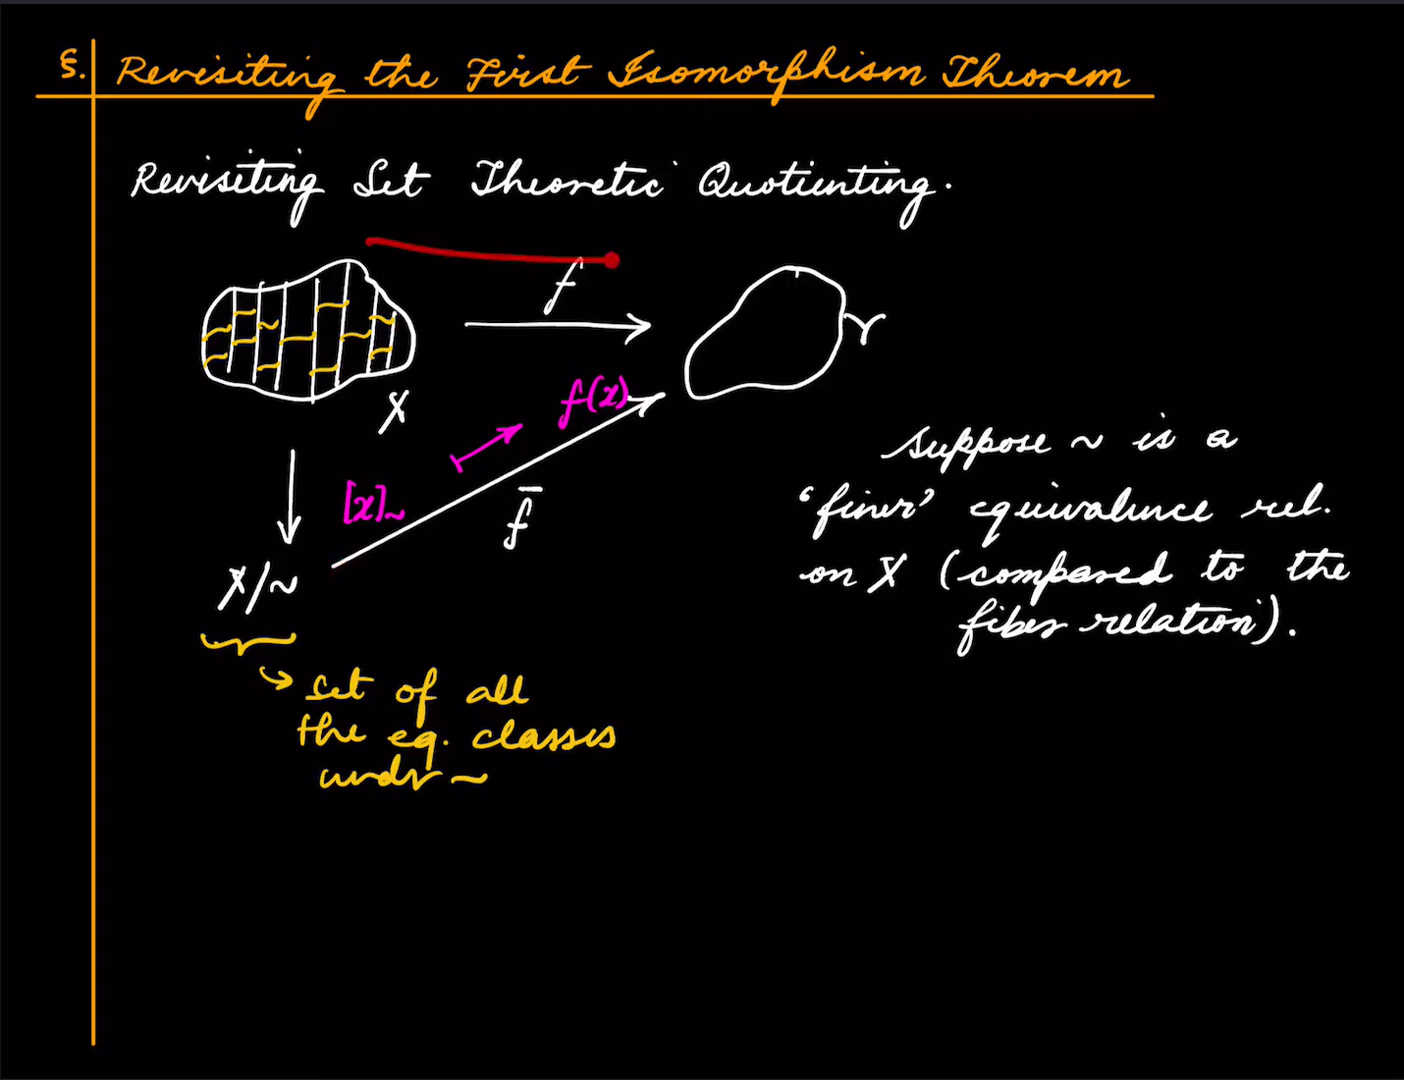 §. Revisiting the First Isomorphism Theorem
Revisiting Set Theoretic Quotienting.
f
Y
X
f(x)
[x]~
f̄
X/~
set of all
the eq. classes
under ~
Suppose ~ is a
'finer' equivalence rel.
on X (compared to the
fiber relation).